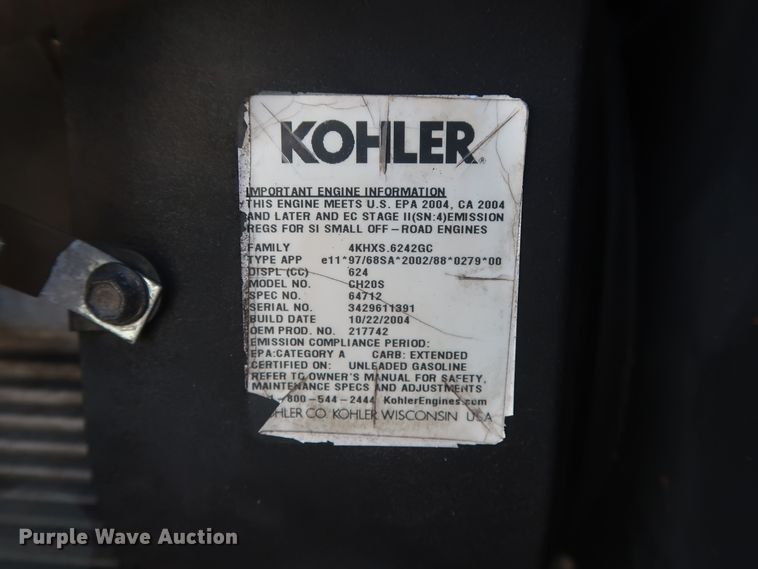 KOHLER®
IMPORTANT ENGINE INFORMATION
THIS ENGINE MEETS U.S. EPA 2004, CA 2004
AND LATER AND EC STAGE II(SN:4)EMISSION
REGS FOR SI SMALL OFF-ROAD ENGINES
FAMILY 4KHXS.6242GC
TYPE APP e11*97/68SA*2002/88*0279*00
DISPL (CC) 624
MODEL NO. CH20S
SPEC NO. 64712
SERIAL NO. 3429611391
BUILD DATE 10/22/2004
OEM PROD. NO. 217742
EMISSION COMPLIANCE PERIOD:
EPA:CATEGORY A CARB: EXTENDED
CERTIFIED ON: UNLEADED GASOLINE
REFER TO OWNER'S MANUAL FOR SAFETY,
MAINTENANCE SPECS AND ADJUSTMENTS
-800-544-2444 KohlerEngines.com
HLER CO. KOHLER WISCONSIN USA
Purple Wave Auction